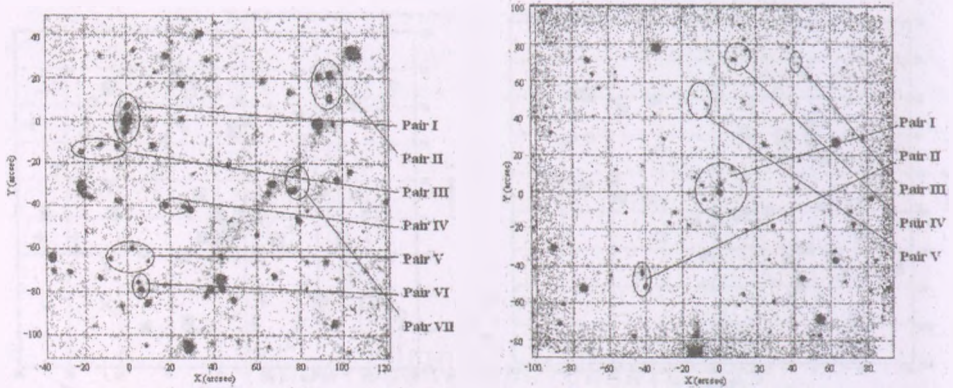 40
20
0
-20
-40
-60
-80
-100
Y (arcsec)
-40 -20 0 20 40 60 80 100 120
X (arcsec)
Pair I
Pair II
Pair III
Pair IV
Pair V
Pair VI
Pair VII
100
80
60
40
20
0
-20
-40
-60
-80
Y (arcsec)
-80 -60 -40 -20 0 20 40 60 80
X (arcsec)
Pair I
Pair II
Pair III
Pair IV
Pair V